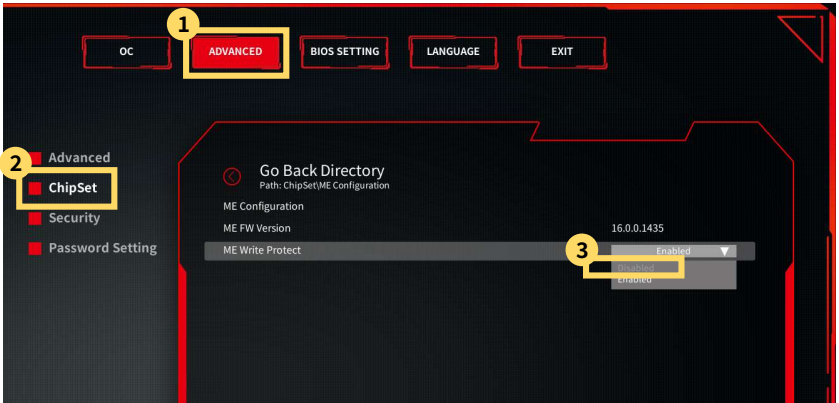 1
OC
ADVANCED
BIOS SETTING
LANGUAGE
EXIT
2
Advanced
ChipSet
Security
Password Setting
Go Back Directory
Path: ChipSet\ME Configuration
ME Configuration
ME FW Version 16.0.0.1435
ME Write Protect 3 Enabled
Disabled
Enabled